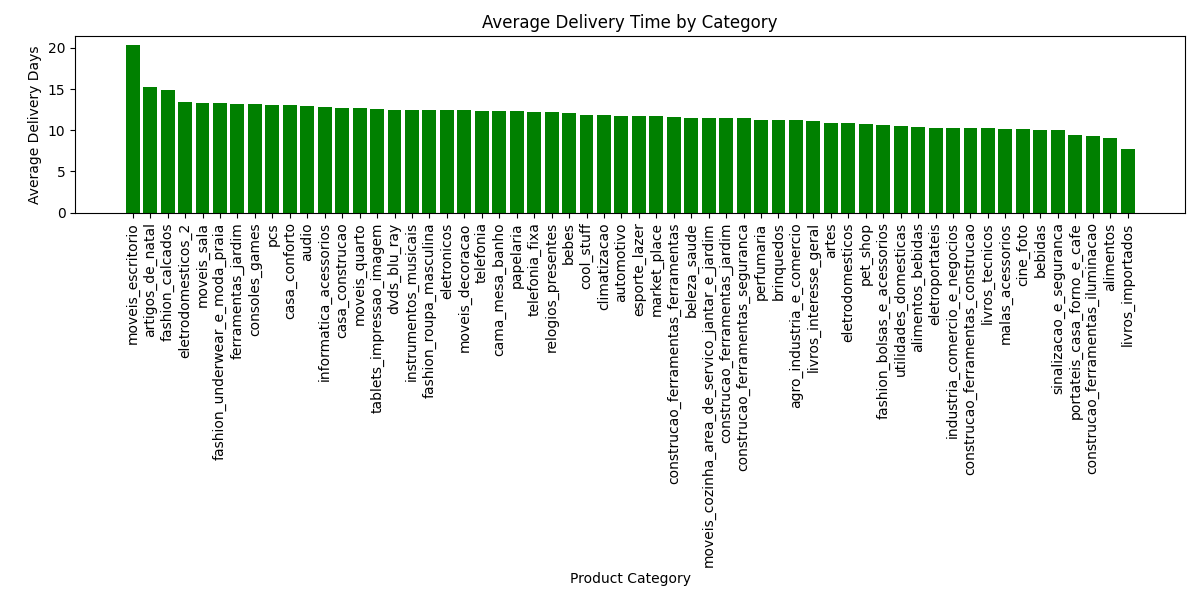 Average Delivery Time by Category
Average Delivery Days
20
15
10
5
0
moveis_escritorio
artigos_de_natal
fashion_calcados
eletrodomesticos_2
moveis_sala
fashion_underwear_e_moda_praia
ferramentas_jardim
consoles_games
pcs
casa_conforto
audio
informatica_acessorios
casa_construcao
moveis_quarto
tablets_impressao_imagem
dvds_blu_ray
instrumentos_musicais
fashion_roupa_masculina
eletronicos
moveis_decoracao
telefonia
cama_mesa_banho
papelaria
telefonia_fixa
relogios_presentes
bebes
cool_stuff
climatizacao
automotivo
esporte_lazer
market_place
construcao_ferramentas_ferramentas
beleza_saude
moveis_cozinha_area_de_servico_jantar_e_jardim
construcao_ferramentas_jardim
construcao_ferramentas_seguranca
perfumaria
brinquedos
agro_industria_e_comercio
livros_interesse_geral
artes
eletrodomesticos
pet_shop
fashion_bolsas_e_acessorios
utilidades_domesticas
alimentos_bebidas
eletroportateis
industria_comercio_e_negocios
construcao_ferramentas_construcao
livros_tecnicos
malas_acessorios
cine_foto
bebidas
sinalizacao_e_seguranca
portateis_casa_forno_e_cafe
construcao_ferramentas_iluminacao
alimentos
livros_importados
Product Category